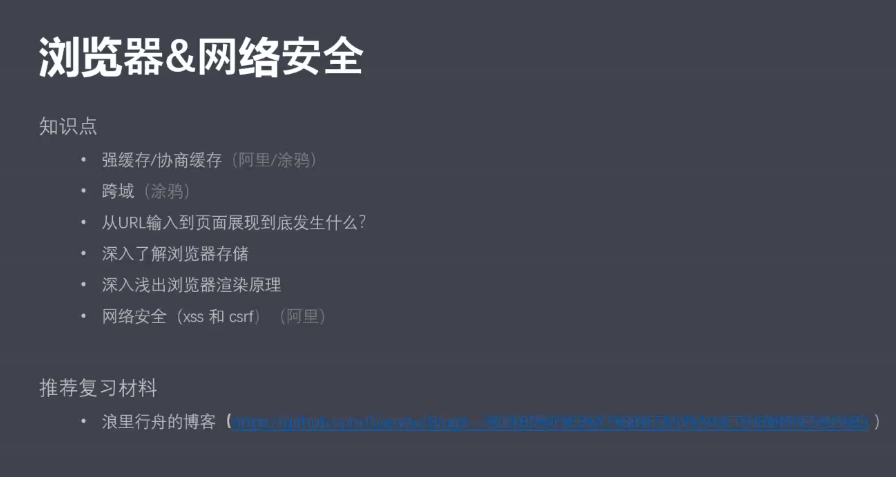 浏览器&网络安全
知识点
• 强缓存/协商缓存（阿里/涂鸦）
• 跨域（涂鸦）
• 从URL输入到页面展现到底发生什么？
• 深入了解浏览器存储
• 深入浅出浏览器渲染原理
• 网络安全（xss 和 csrf）（阿里）
推荐复习材料
• 浪里行舟的博客（ ）